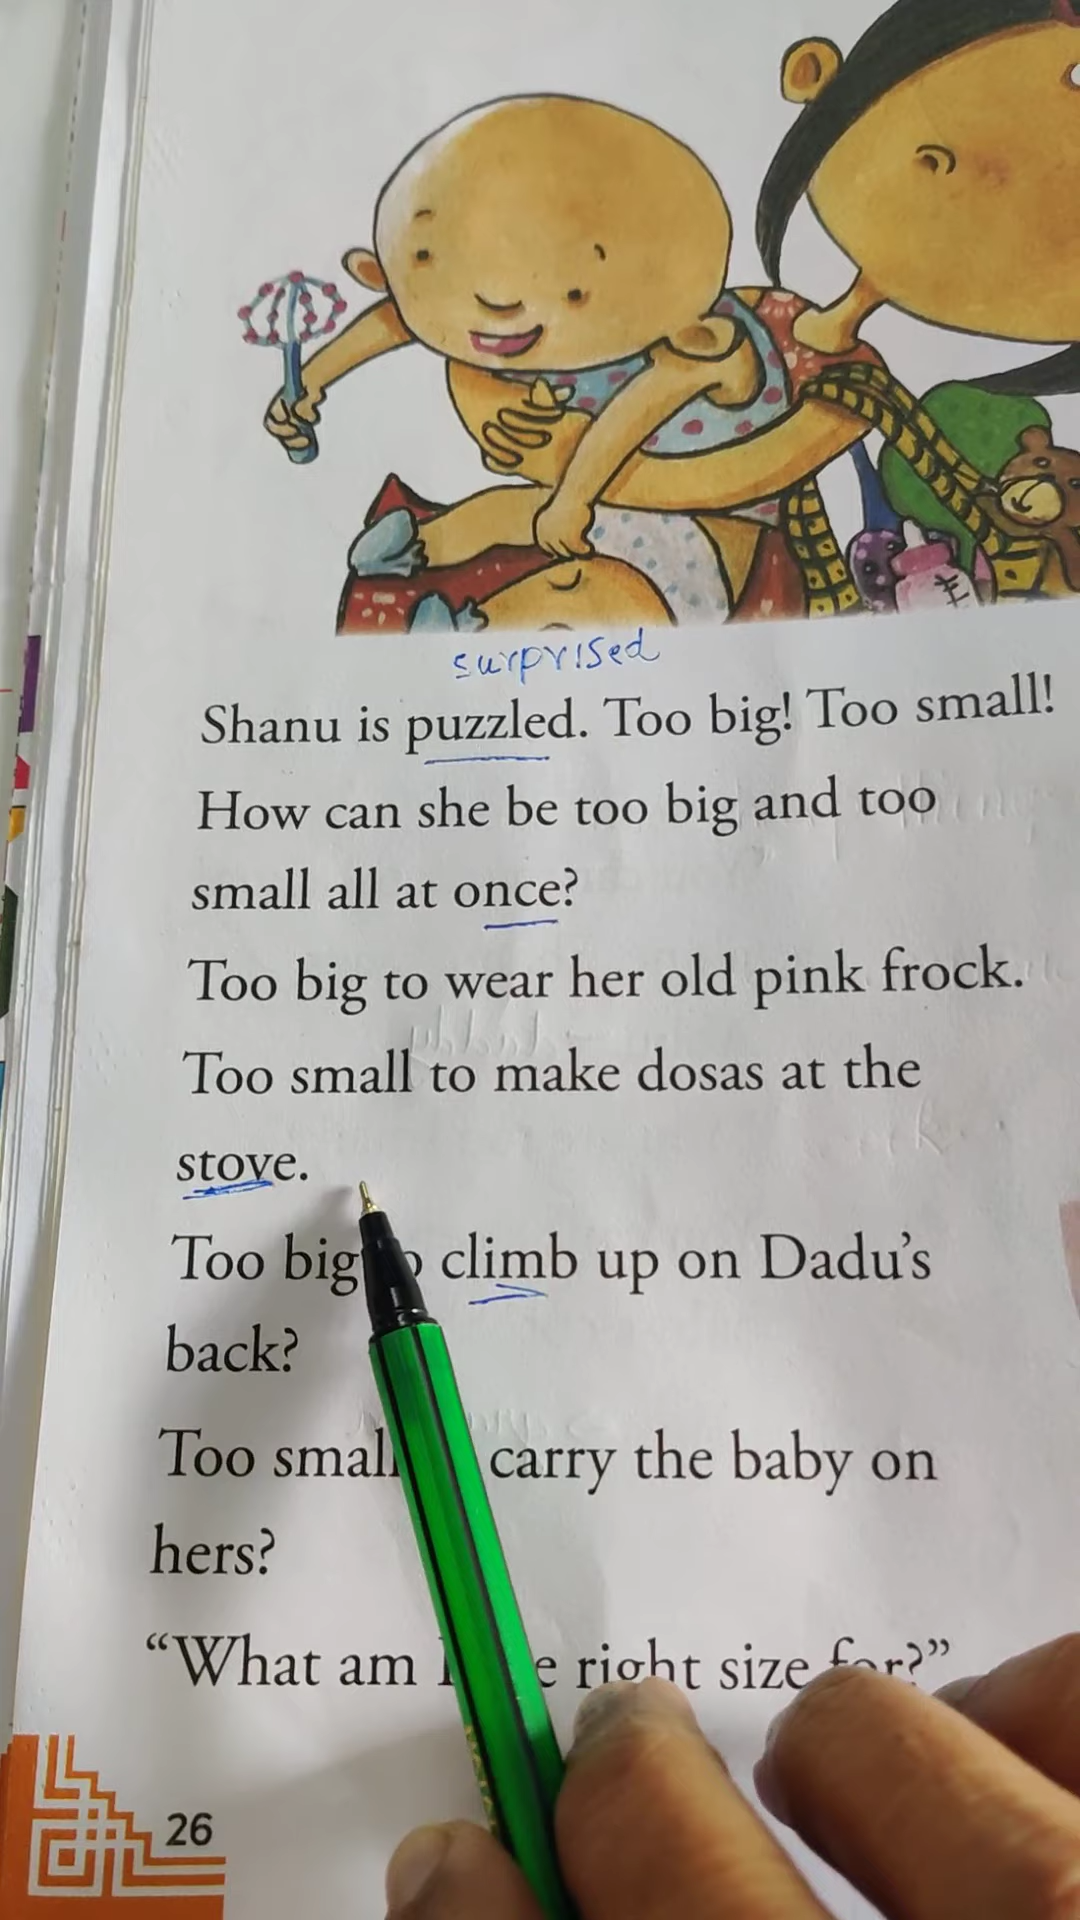 surprised
Shanu is puzzled. Too big! Too small!
How can she be too big and too
small all at once?
Too big to wear her old pink frock.
Too small to make dosas at the
stove.
Too big climb up on Dadu's
back?
Too small carry the baby on
hers?
“What am right size for?”
26